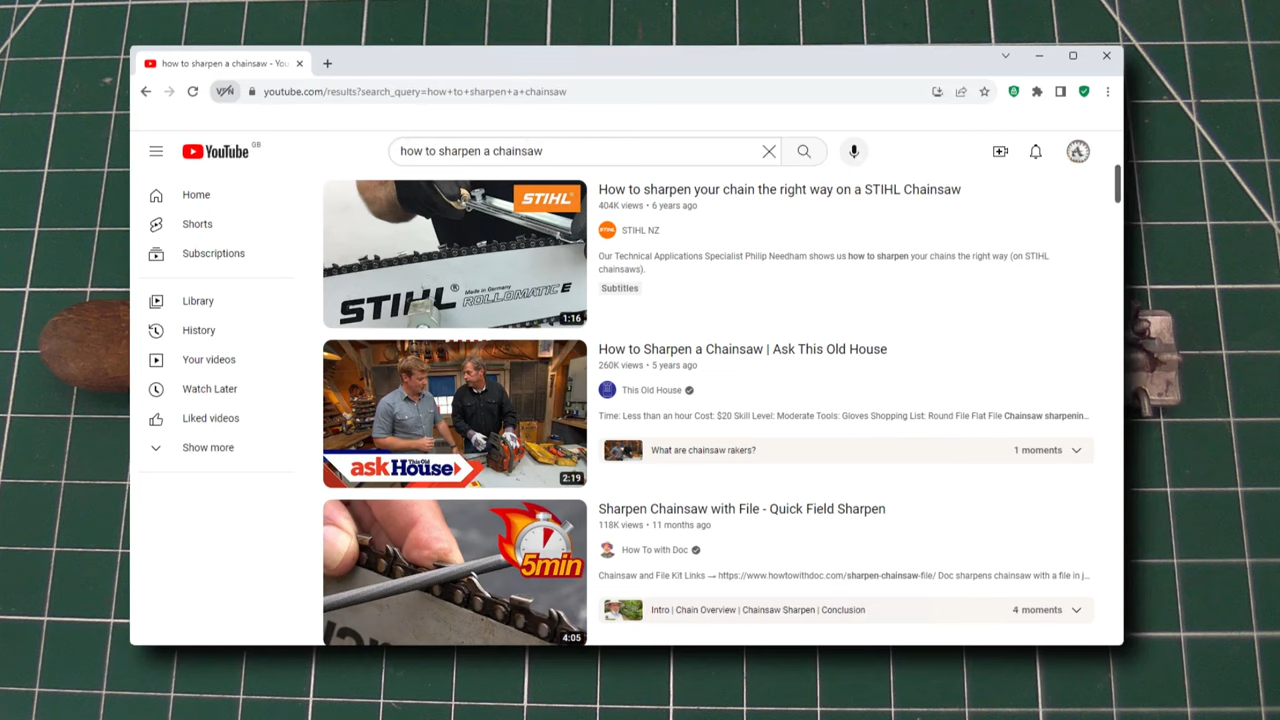 how to sharpen a chainsaw - You
youtube.com/results?search_query=how+to+sharpen+a+chainsaw
YouTube GB
how to sharpen a chainsaw
Home
Shorts
Subscriptions
Library
History
Your videos
Watch Later
Liked videos
Show more
STIHL
STIHL® Made in Germany ROLLOMATIC E
1:16
How to sharpen your chain the right way on a STIHL Chainsaw
404K views • 6 years ago
STIHL NZ
Our Technical Applications Specialist Philip Needham shows us how to sharpen your chains the right way (on STIHL
chainsaws).
Subtitles
ask This Old House
2:19
How to Sharpen a Chainsaw | Ask This Old House
260K views • 5 years ago
This Old House
Time: Less than an hour Cost: $20 Skill Level: Moderate Tools: Gloves Shopping List: Round File Flat File Chainsaw sharpenin...
What are chainsaw rakers?
1 moments
5min
4:05
Sharpen Chainsaw with File - Quick Field Sharpen
118K views • 11 months ago
How To with Doc
Chainsaw and File Kit Links → https://www.howtowithdoc.com/sharpen-chainsaw-file/ Doc sharpens chainsaw with a file in j...
Intro | Chain Overview | Chainsaw Sharpen | Conclusion
4 moments